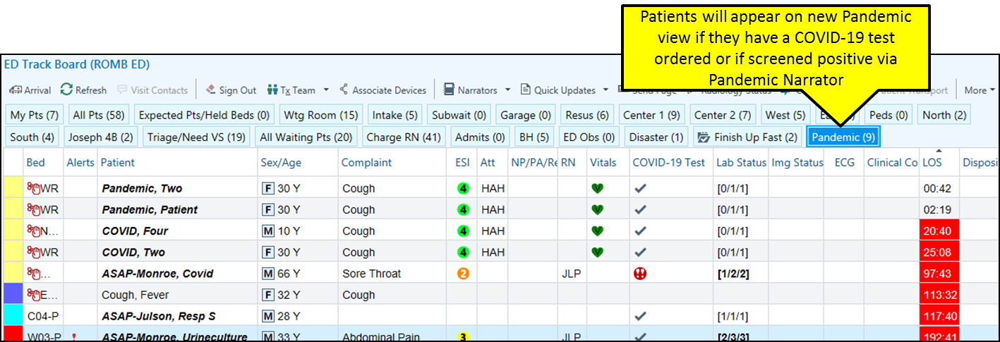 Patients will appear on new Pandemic
view if they have a COVID-19 test
ordered or if screened positive via
Pandemic Narrator
ED Track Board (ROMB ED)
Arrival Refresh Visit Contacts Sign Out Tx Team Associate Devices Narrators Quick Updates More
My Pts (7) All Pts (58) Expected Pts/Held Beds (0) Wtg Room (15) Intake (5) Subwait (0) Garage (0) Resus (6) Center 1 (9) Center 2 (7) West (5) Peds (0) North (2)
South (4) Joseph 4B (2) Triage/Need VS (19) All Waiting Pts (20) Charge RN (41) Admits (0) BH (5) ED Obs (0) Disaster (1) Finish Up Fast (2) Pandemic (9)
Bed Alerts Patient Sex/Age Complaint ESI Att NP/PA/Re RN Vitals COVID-19 Test Lab Status Img Status ECG Clinical Co LOS Disposi
WR Pandemic, Two F 30 Y Cough 4 HAH V [0/1/1] 00:42
WR Pandemic, Patient F 30 Y Cough 4 HAH V [0/1/1] 02:19
N... COVID, Four M 10 Y Cough 4 HAH V [0/1/1] 20:40
WR COVID, Two F 30 Y Cough 4 HAH V [0/1/1] 25:08
... ASAP-Monroe, Covid M 66 Y Sore Throat 2 JLP [1/2/2] 97:43
E... Cough, Fever F 32 Y Cough 113:32
C04-P ASAP-Julson, Resp S M 28 Y [1/1/1] 117:40
W03-P ! ASAP-Monroe, Urineculture M 33 Y Abdominal Pain 3 JLP [2/3/3] 192:41